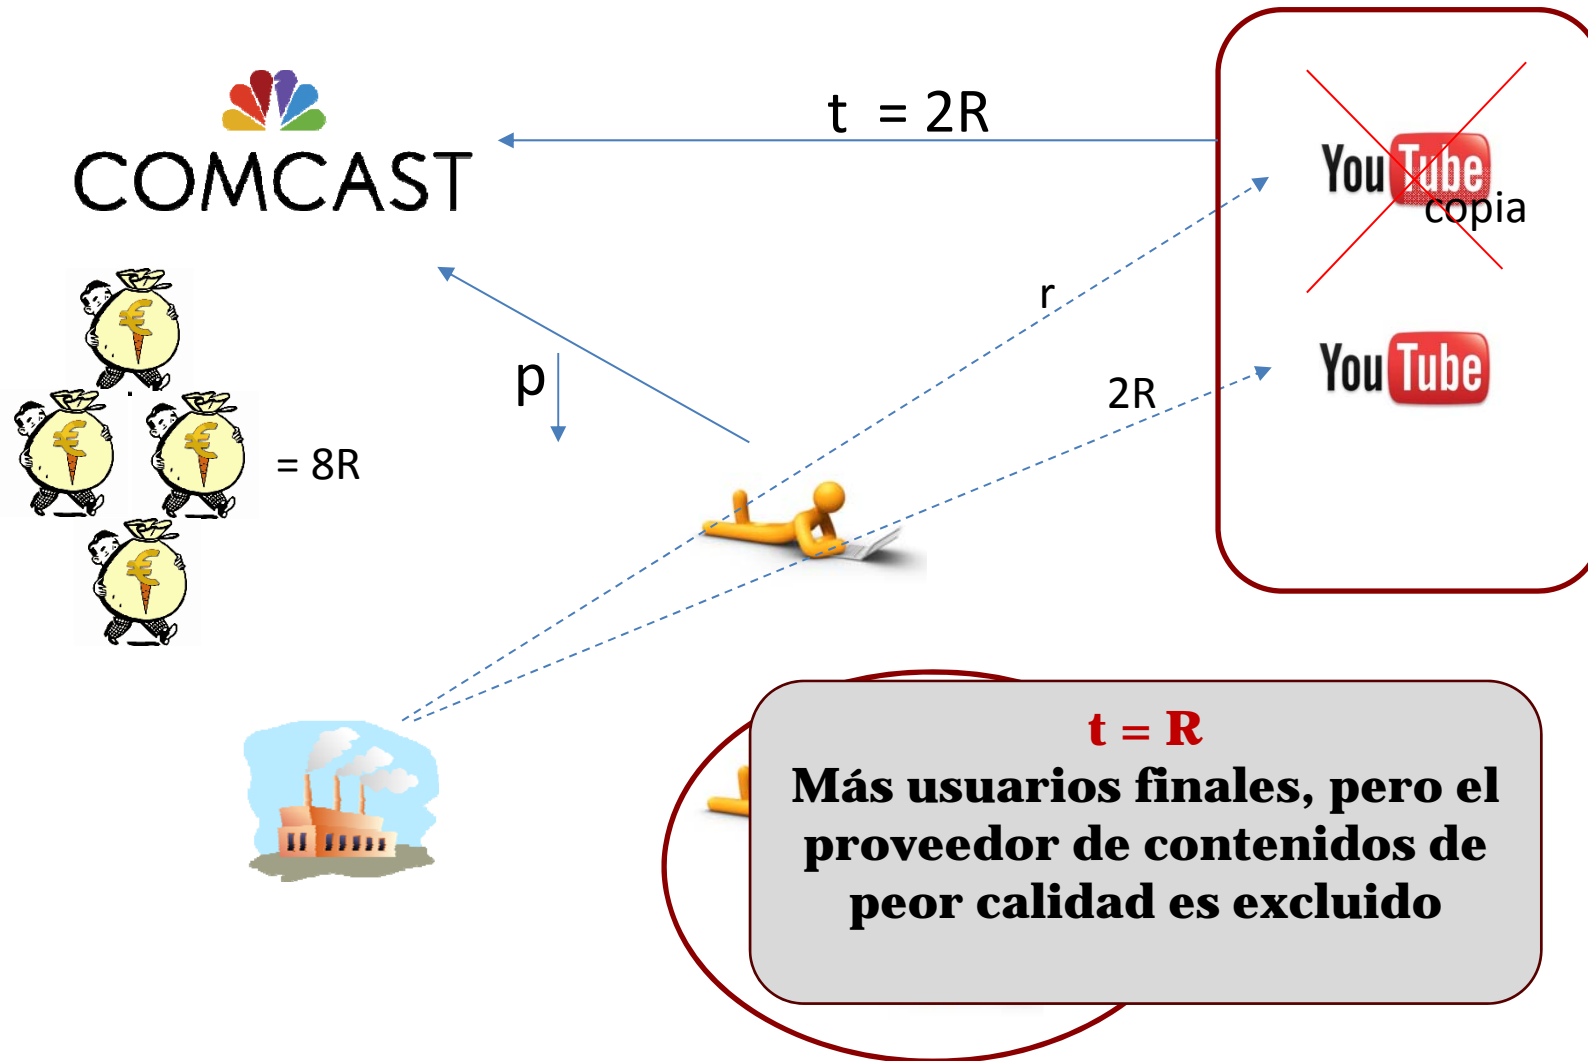 t = 2R
COMCAST
YouTube
copia
r
YouTube
p
2R
€
€
€
= 8R
€
t = R
Más usuarios finales, pero el
proveedor de contenidos de
peor calidad es excluido